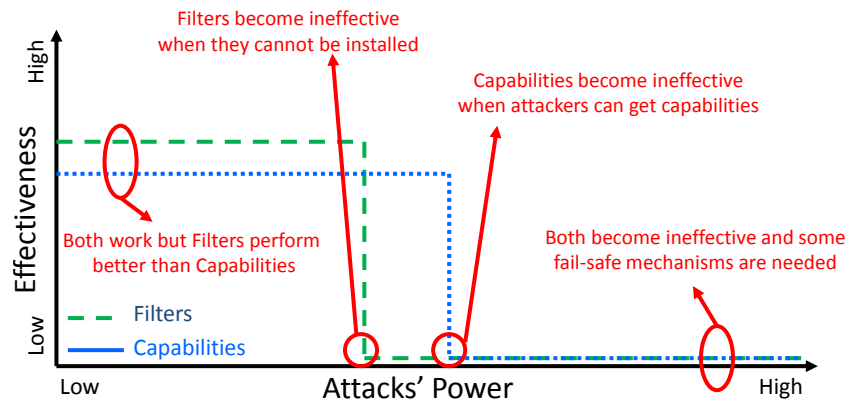 Filters become ineffective
when they cannot be installed
Capabilities become ineffective
when attackers can get capabilities
High
Effectiveness
Low
Both work but Filters perform
better than Capabilities
Both become ineffective and some
fail-safe mechanisms are needed
Filters
Capabilities
Low
Attacks' Power
High